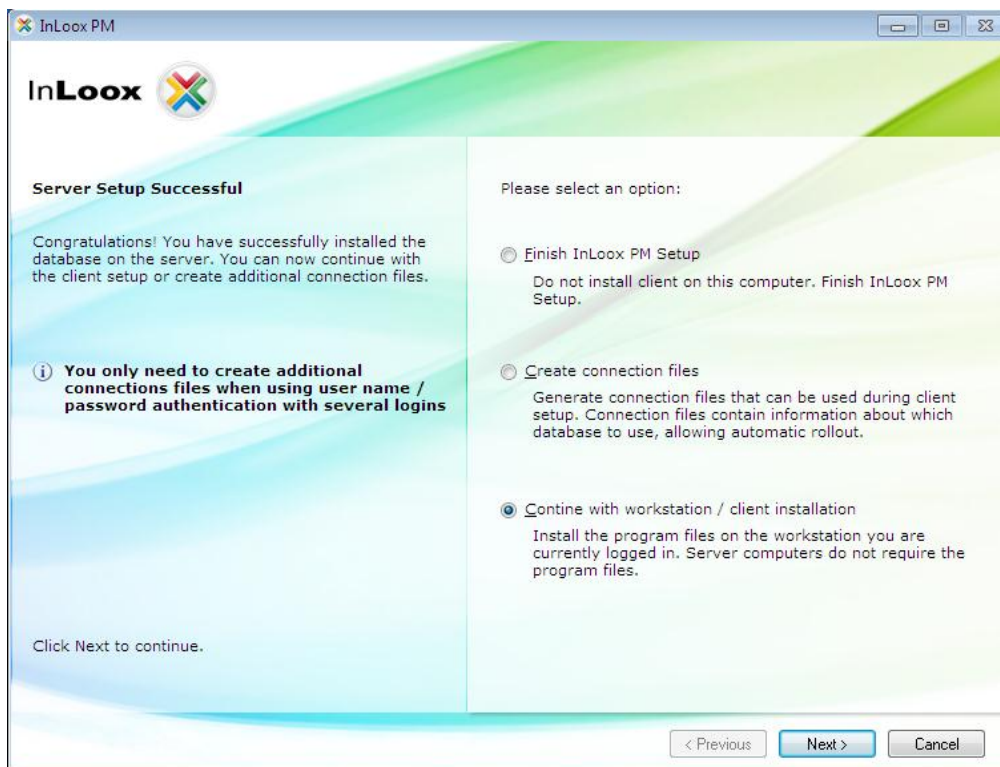 InLoox PM
InLoox
Server Setup Successful
Congratulations! You have successfully installed the
database on the server. You can now continue with
the client setup or create additional connection files.
You only need to create additional
connections files when using user name /
password authentication with several logins
Click Next to continue.
Please select an option:
Finish InLoox PM Setup
Do not install client on this computer. Finish InLoox PM
Setup.
Create connection files
Generate connection files that can be used during client
setup. Connection files contain information about which
database to use, allowing automatic rollout.
Contine with workstation / client installation
Install the program files on the workstation you are
currently logged in. Server computers do not require the
program files.
< Previous
Next >
Cancel